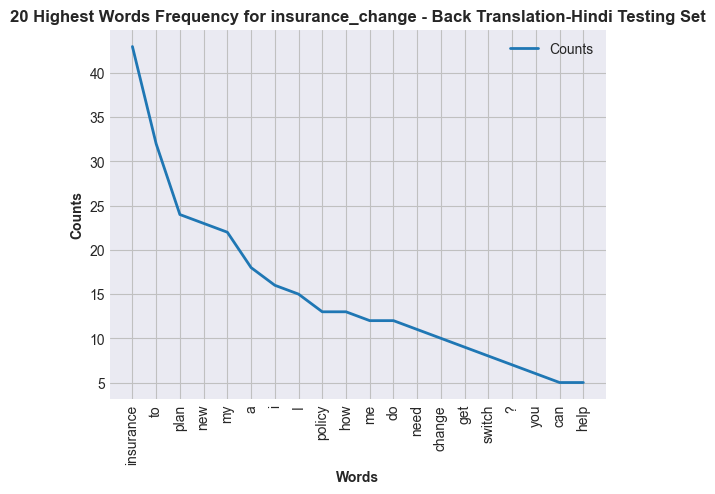 20 Highest Words Frequency for insurance_change - Back Translation-Hindi Testing Set
Counts
Counts
40
35
30
25
20
15
10
5
insurance
to
plan
new
my
a
i
I
policy
how
me
do
need
change
get
switch
?
you
can
help
Words